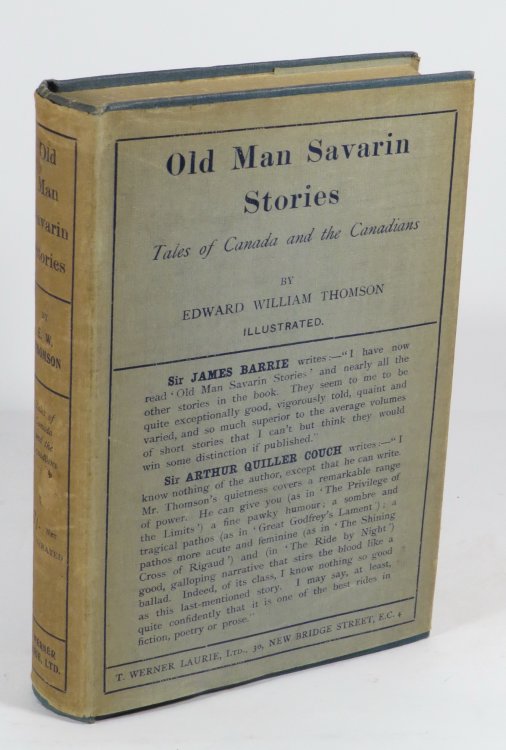 Old Man Savarin
Stories
Tales of Canada and the Canadians
BY
EDWARD WILLIAM THOMSON
ILLUSTRATED.
Sir JAMES BARRIE writes:—“I have now
read ‘Old Man Savarin Stories’ and nearly all the
other stories in the book. They seem to me to be
quite exceptionally good, vigorously told, quaint and
varied, and so much superior to the average volumes
of short stories that I can’t but think they would
win some distinction if published.”
Sir ARTHUR QUILLER COUCH writes:—“I
know nothing of the author, except that he can write.
Mr. Thomson’s quietness covers a remarkable range
of power. He can give you (as in ‘The Privilege of
the Limits’) a fine pawky humour; a sombre and
tragical pathos (as in ‘Great Godfrey’s Lament’); a
pathos more acute and feminine (as in ‘The Shining
Cross of Rigaud’) and (in ‘The Ride by Night’)
good, galloping narrative that stirs the blood like a
ballad. Indeed, of its class, I know nothing so good
as this last-mentioned story. I may say, at least,
quite confidently that it is one of the best rides in
fiction, poetry or prose.”
T. WERNER LAURIE, LTD., 30, NEW BRIDGE STREET, E.C. 4
Old
Man
Savarin
Stories
BY
E. W.
THOMSON
Tales of
Canada
and the
Canadians
WERNER
LTD.